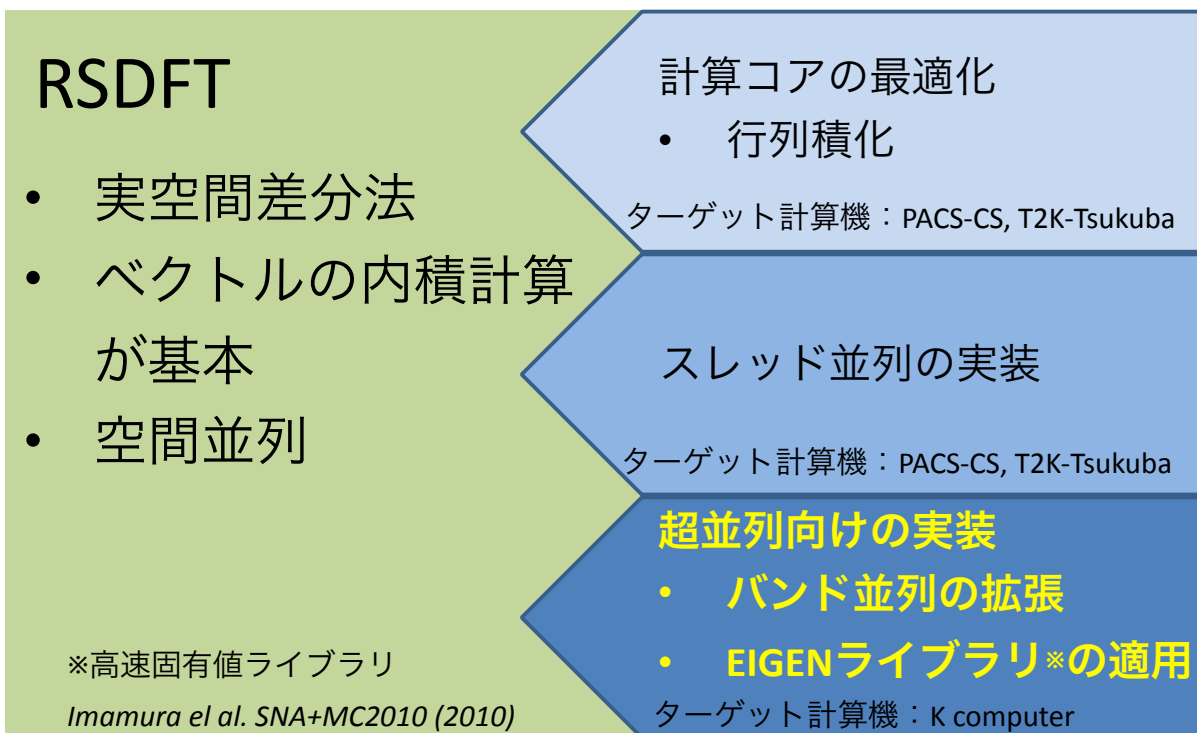 RSDFT
• 実空間差分法
• ベクトルの内積計算
が基本
• 空間並列
※高速固有値ライブラリ
Imamura el al. SNA+MC2010 (2010)
計算コアの最適化
• 行列積化
ターゲット計算機：PACS-CS, T2K-Tsukuba
スレッド並列の実装
ターゲット計算機：PACS-CS, T2K-Tsukuba
超並列向けの実装
• バンド並列の拡張
• EIGENライブラリ※の適用
ターゲット計算機：K computer